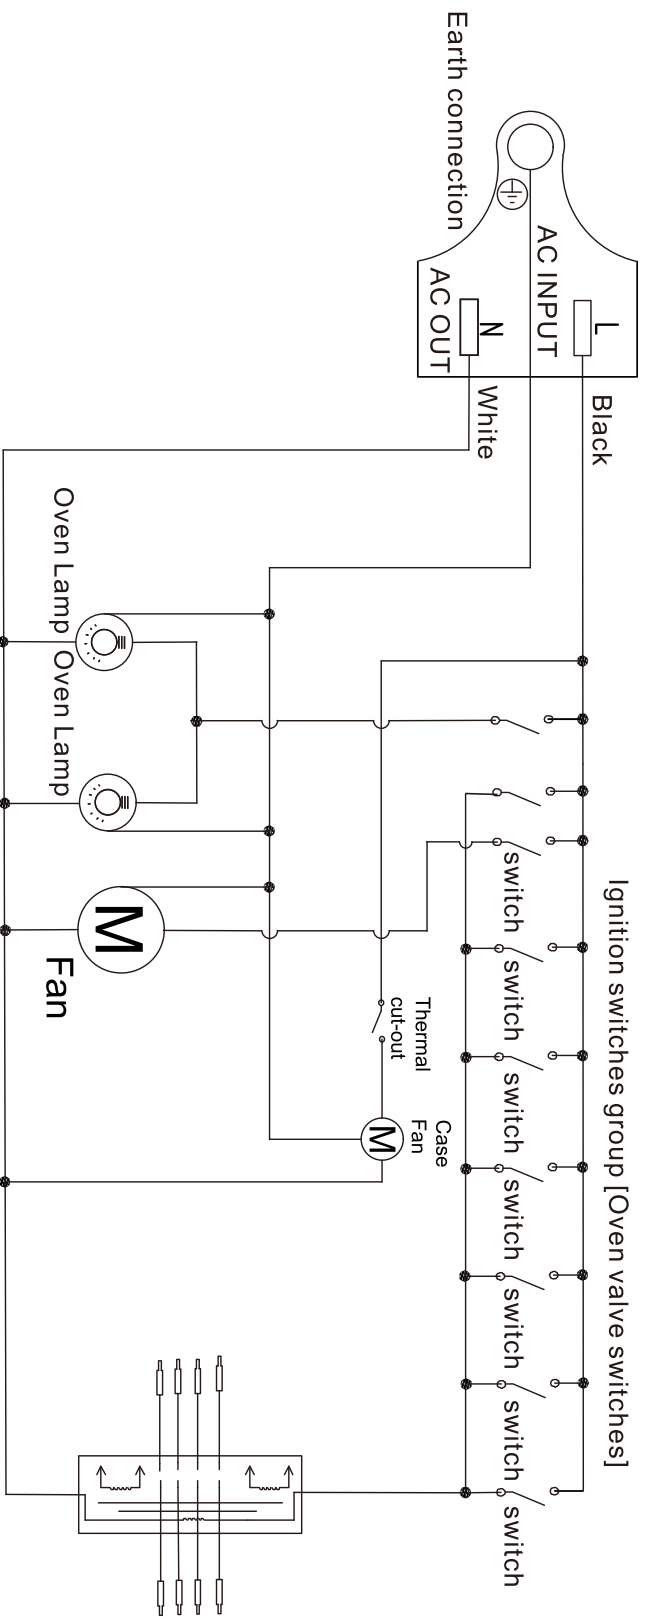 Earth connection
AC INPUT
L
AC OUT
N
Black
White
Oven Lamp
Oven Lamp
Ignition switches group [Oven valve switches]
switch
switch
switch
switch
switch
switch
switch
Thermal
cut-out
Case
Fan
M
M
Fan